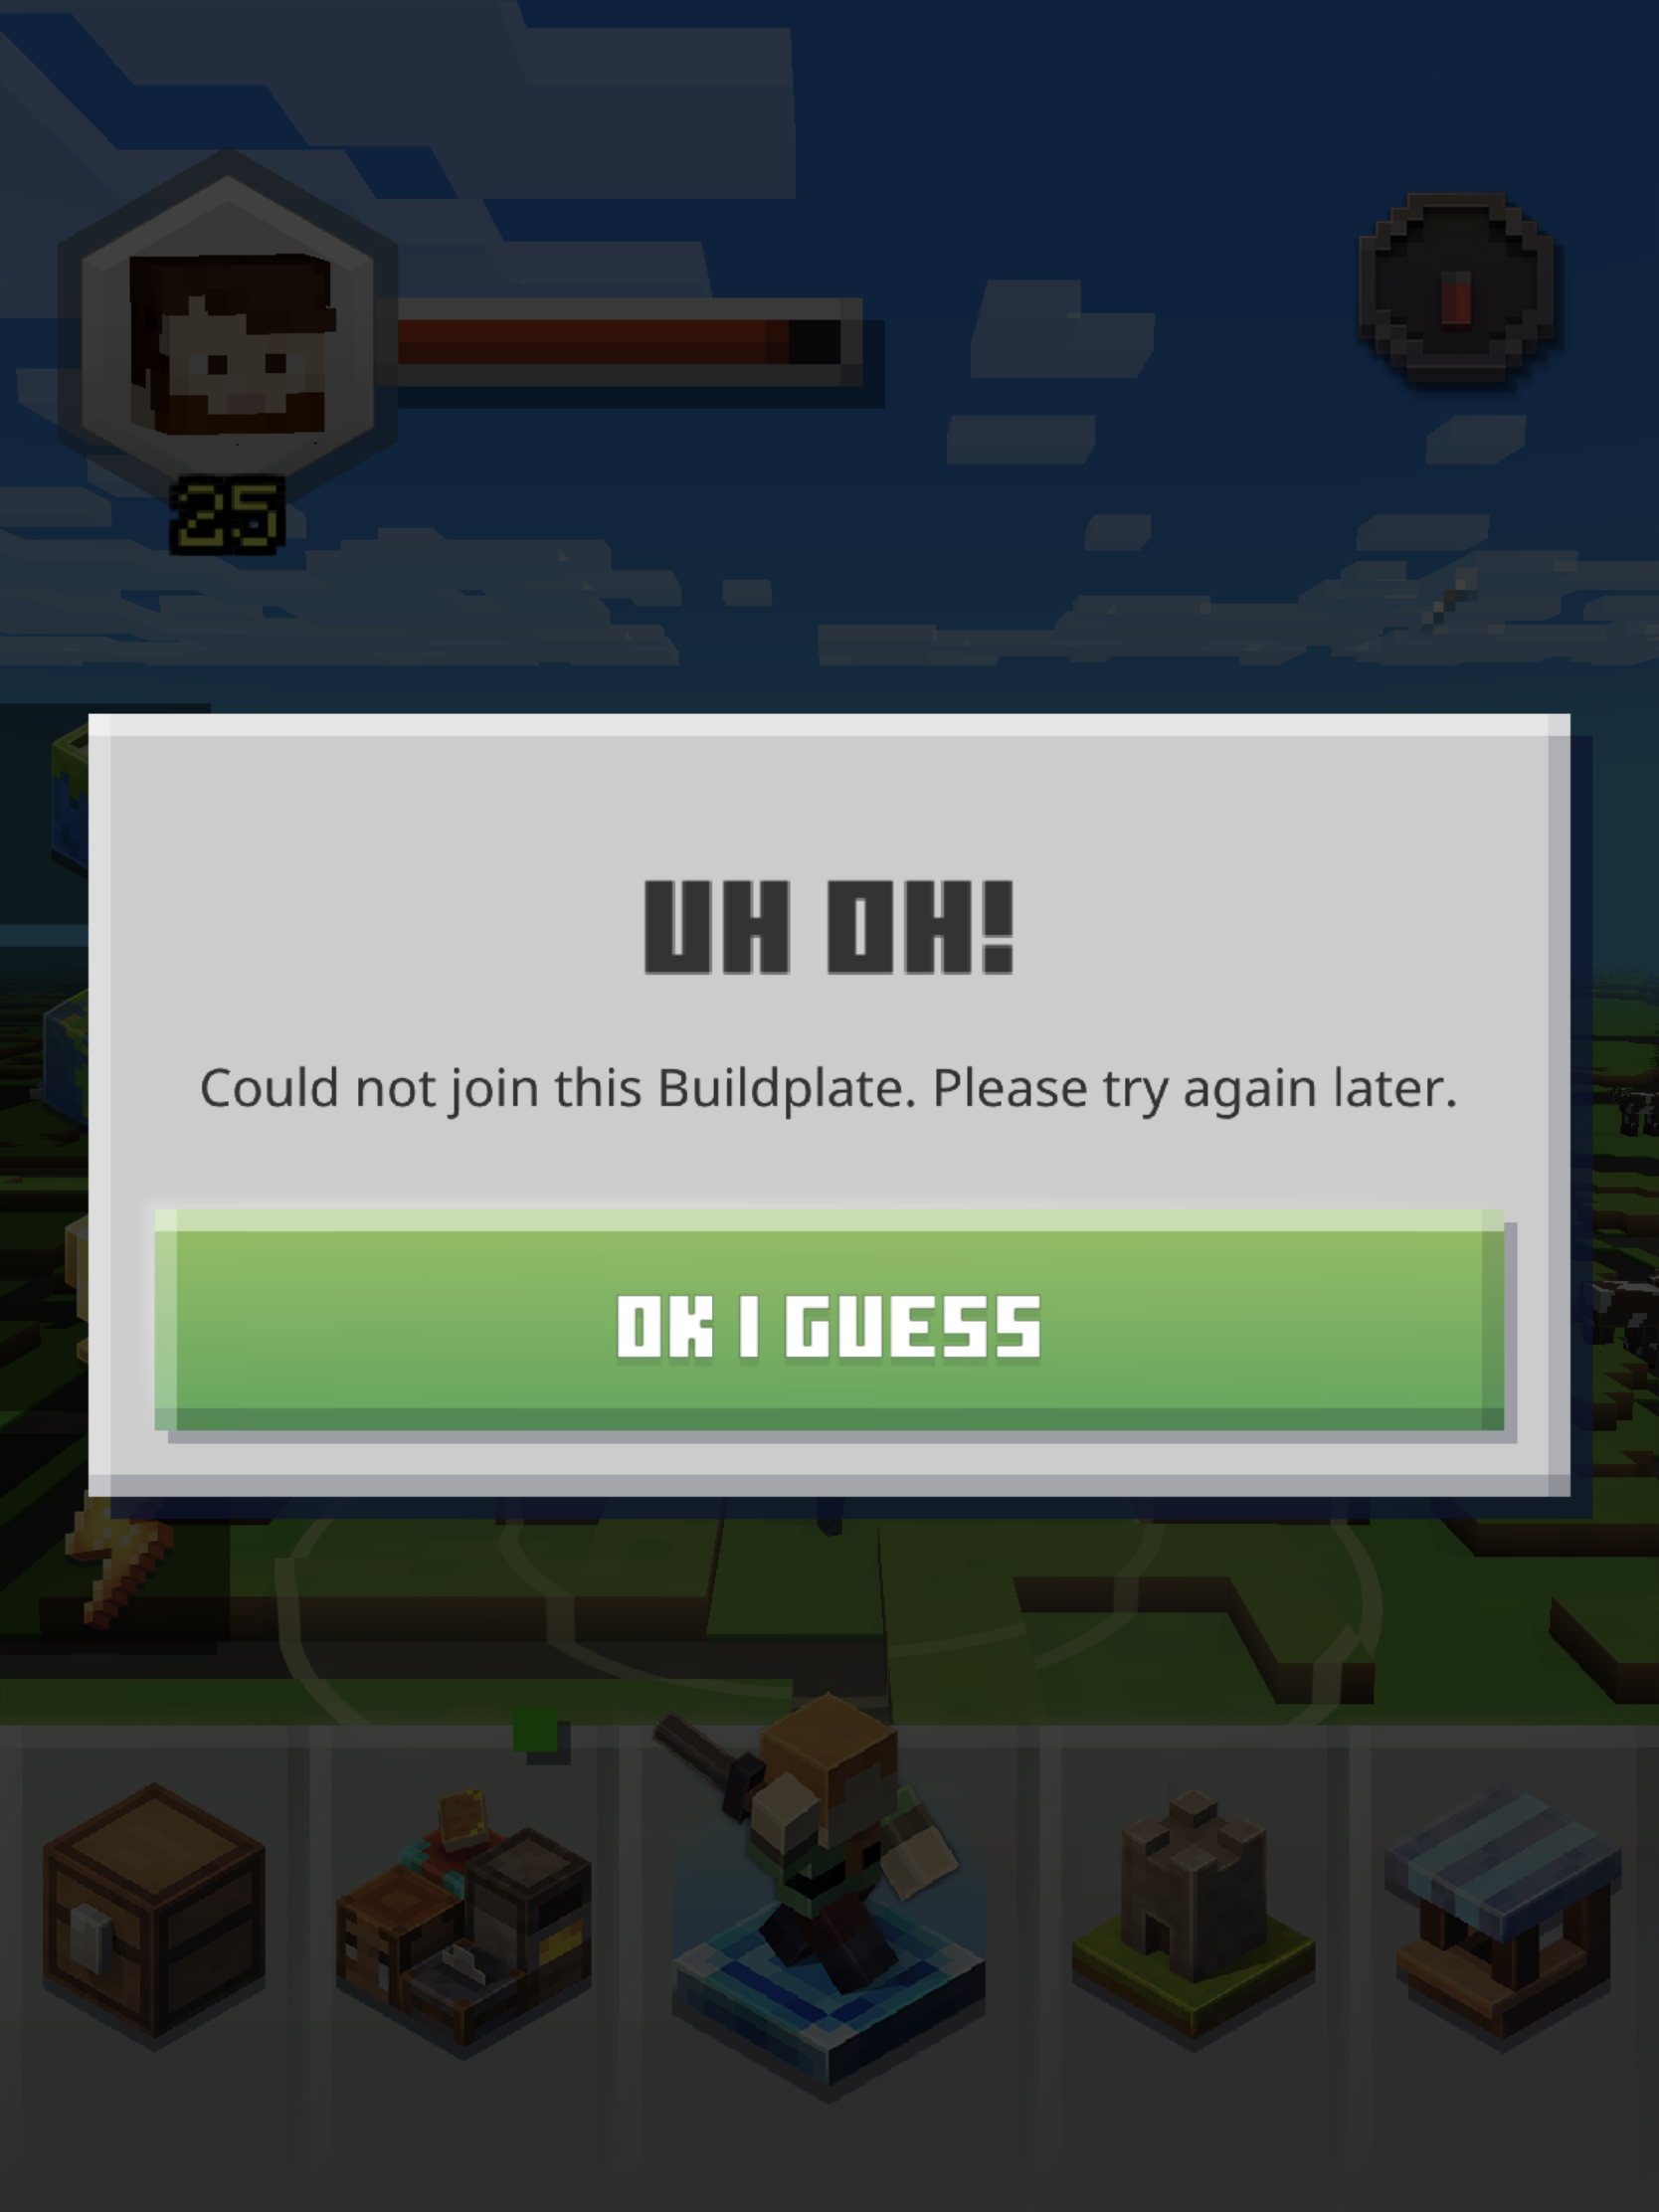 25
UH OH!
Could not join this Buildplate. Please try again later.
OK I GUESS